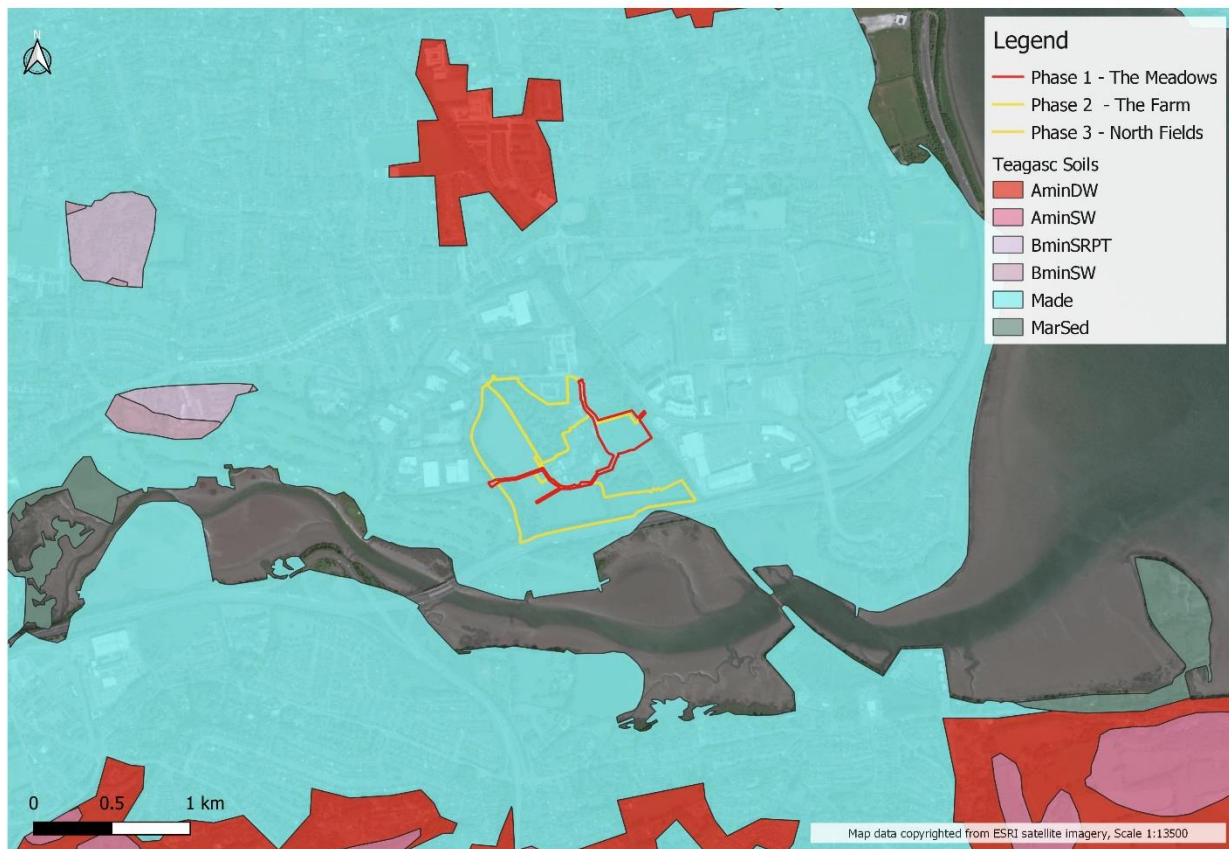 N
Legend
Phase 1 - The Meadows
Phase 2 - The Farm
Phase 3 - North Fields
Teagasc Soils
AminDW
AminSW
BminSRPT
BminSW
Made
MarSed
0 0.5 1 km
Map data copyrighted from ESRI satellite imagery, Scale 1:13500